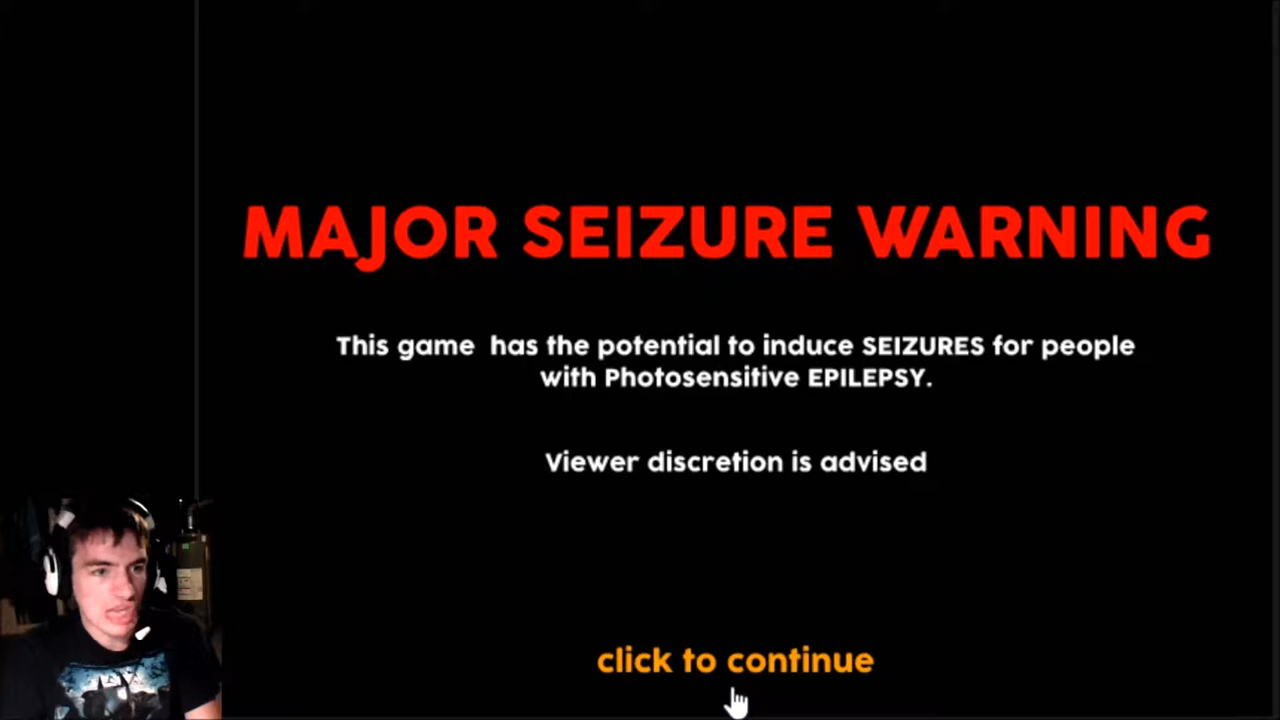 MAJOR SEIZURE WARNING
This game has the potential to induce SEIZURES for people
with Photosensitive EPILEPSY.
Viewer discretion is advised
click to continue